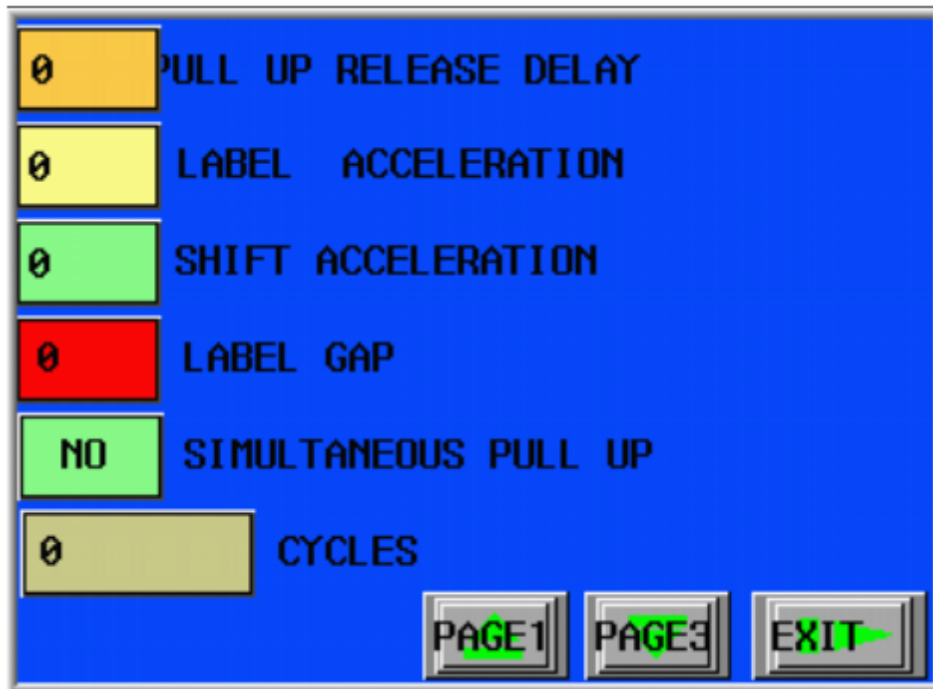 0 PULL UP RELEASE DELAY
0 LABEL ACCELERATION
0 SHIFT ACCELERATION
0 LABEL GAP
NO SIMULTANEOUS PULL UP
0 CYCLES
PAGE1 PAGE3 EXIT